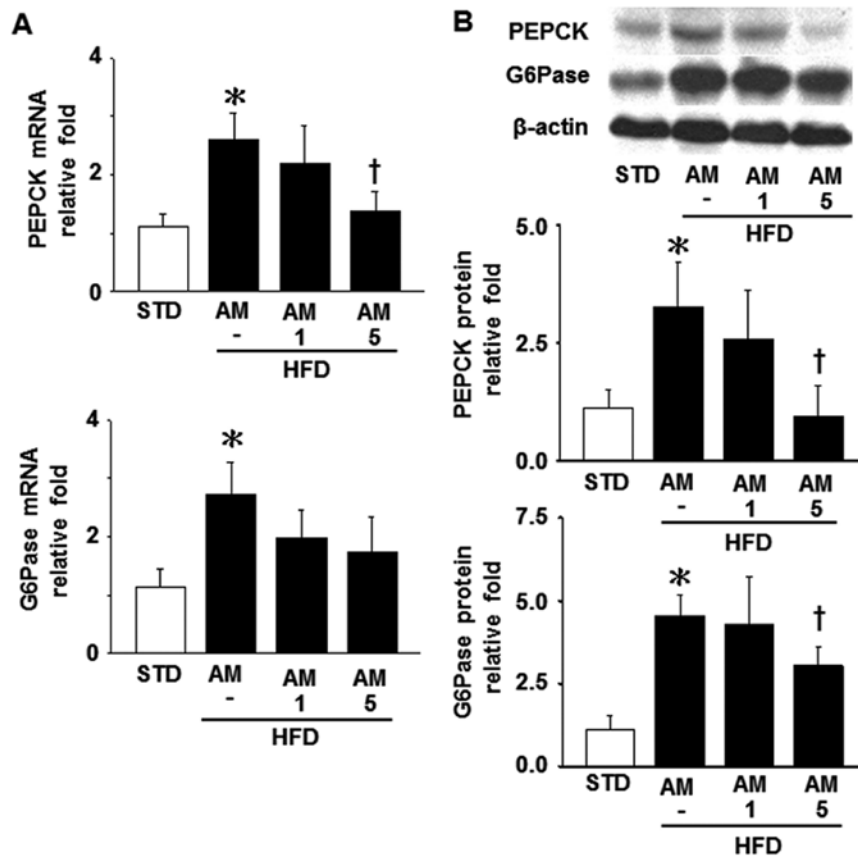 A
PEPCK mRNA
relative fold
4
2
0
*
†
STD AM AM AM
- 1 5
HFD
G6Pase mRNA
relative fold
4
2
0
*
STD AM AM AM
- 1 5
HFD
B
PEPCK
G6Pase
β-actin
STD AM AM AM
- 1 5
HFD
PEPCK protein
relative fold
5.0
2.5
0.0
*
†
STD AM AM AM
- 1 5
HFD
G6Pase protein
relative fold
7.5
5.0
2.5
0.0
*
†
STD AM AM AM
- 1 5
HFD